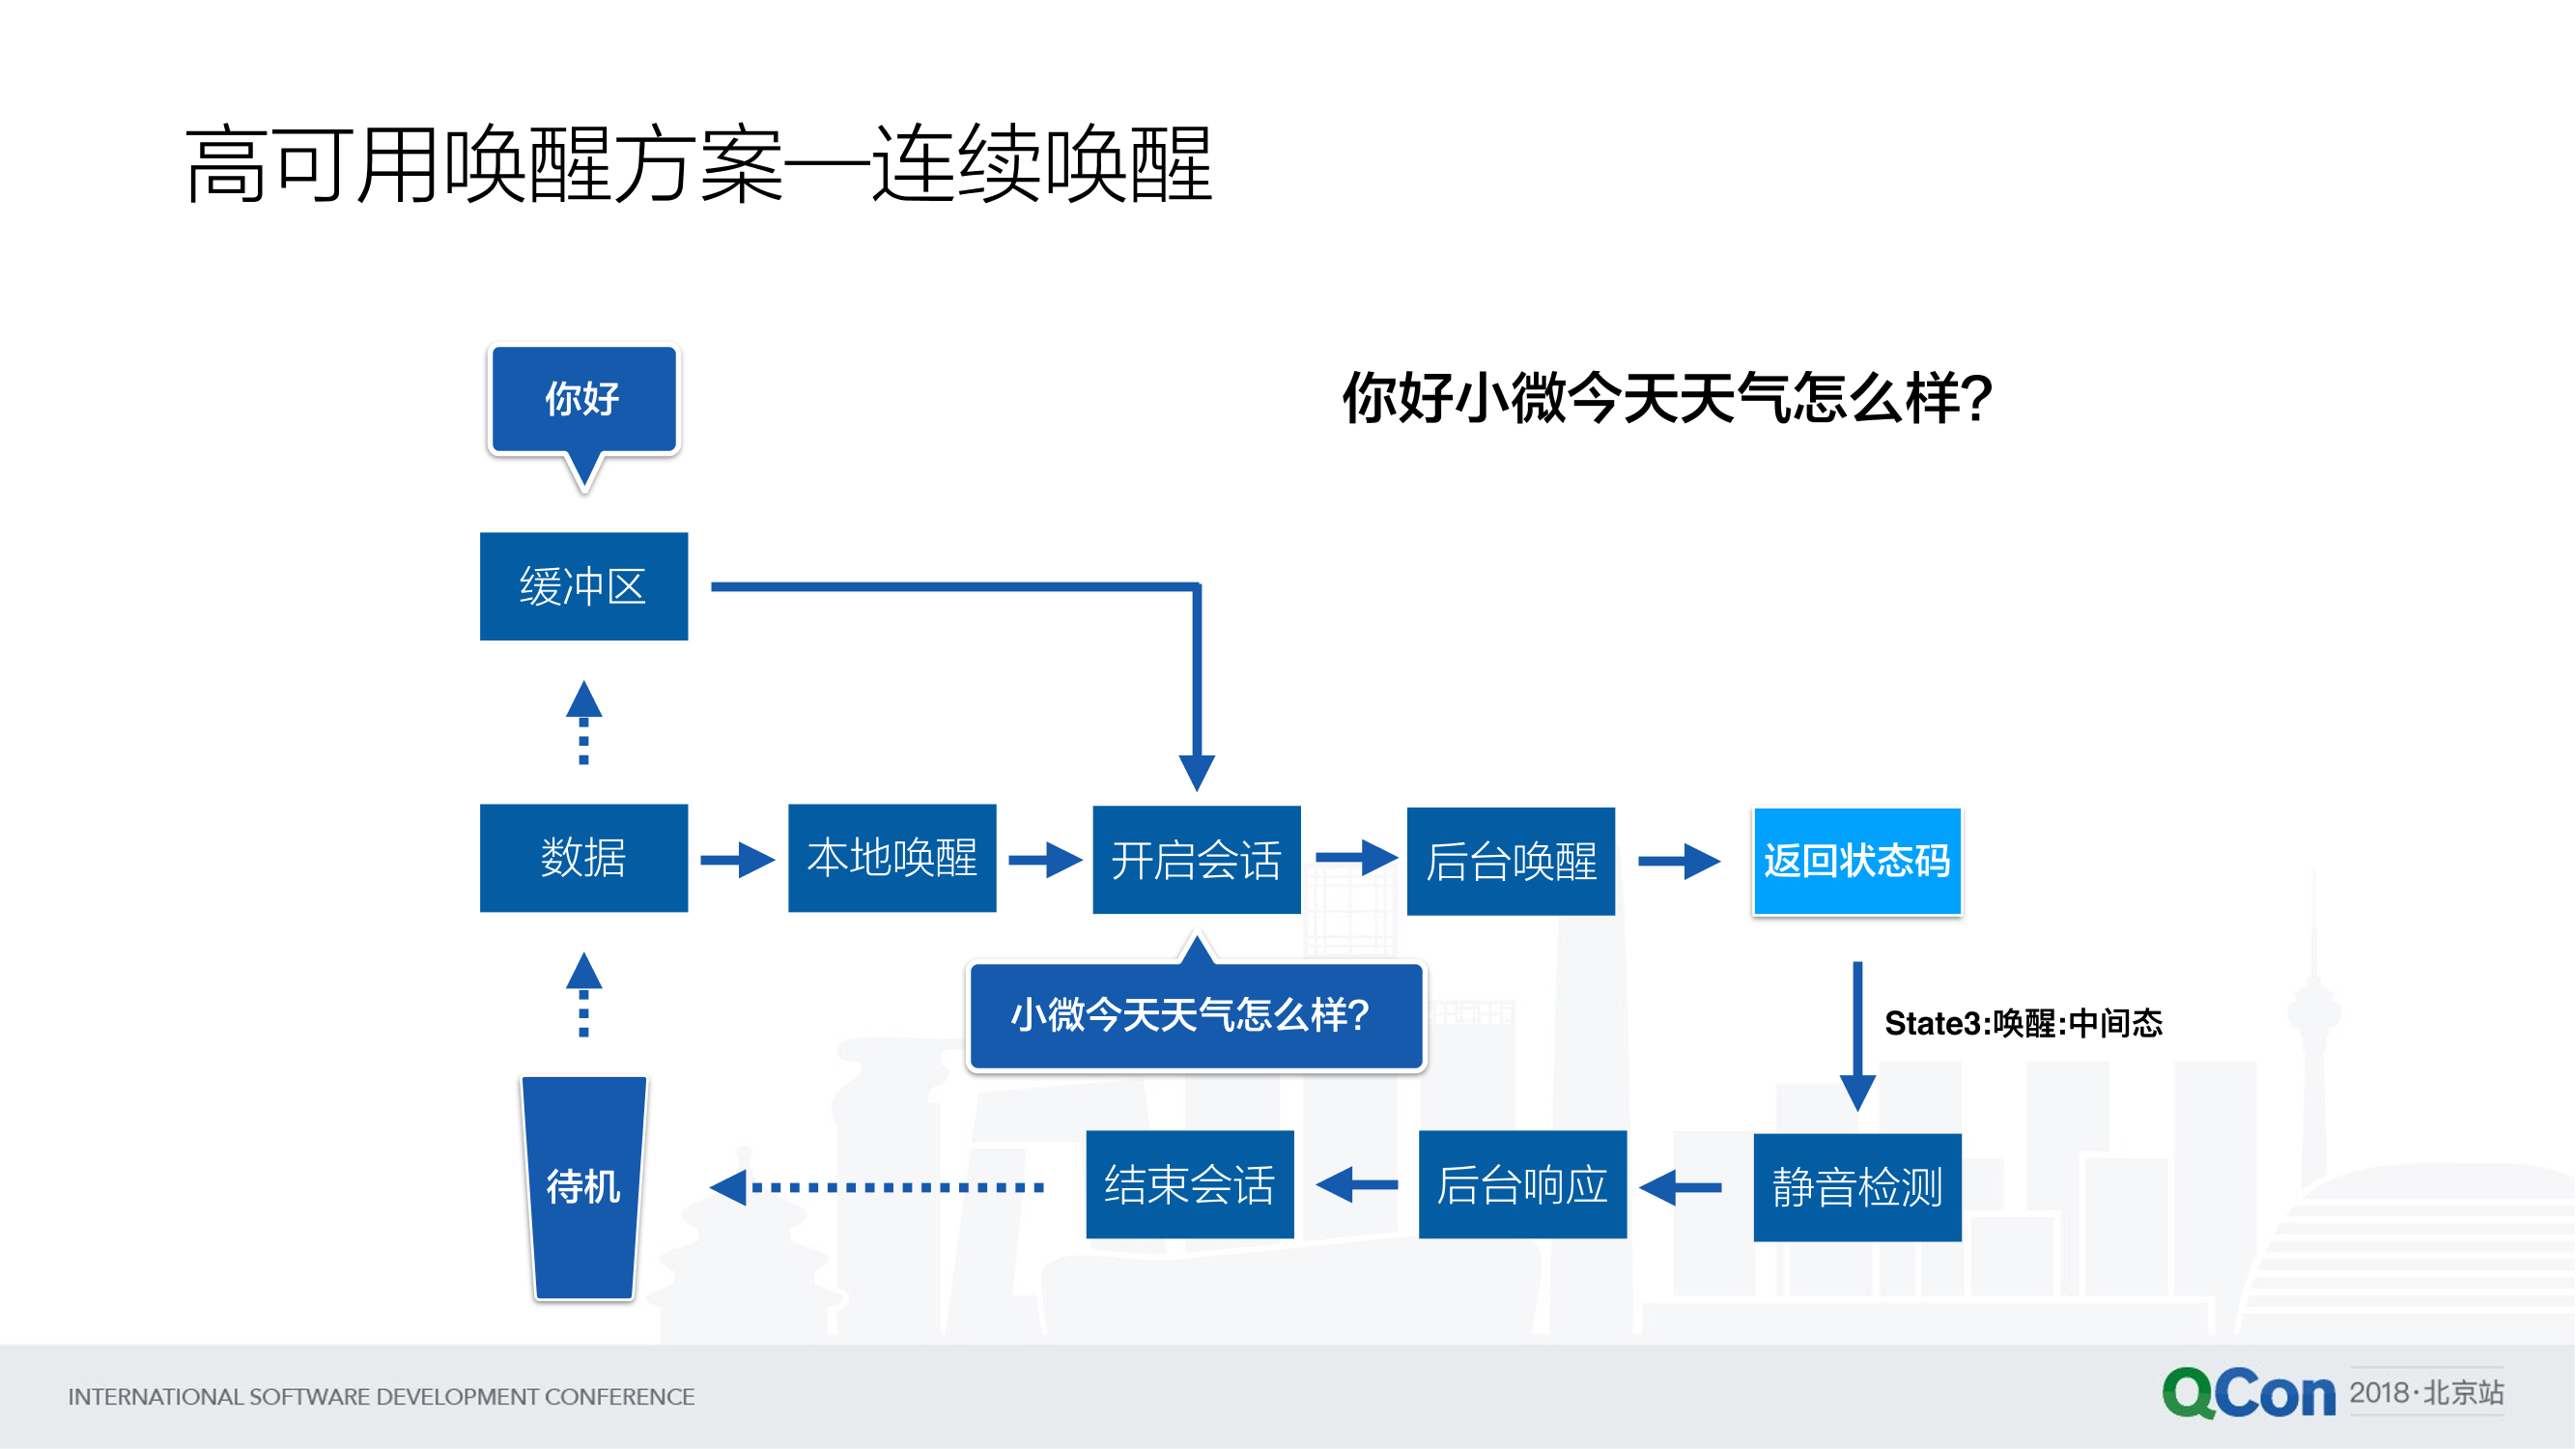 高可用唤醒方案—连续唤醒
你好
你好小微今天天气怎么样?
缓冲区
数据
本地唤醒
开启会话
后台唤醒
返回状态码
小微今天天气怎么样?
State3:唤醒:中间态
待机
结束会话
后台响应
静音检测
INTERNATIONAL SOFTWARE DEVELOPMENT CONFERENCE
QCon 2018·北京站